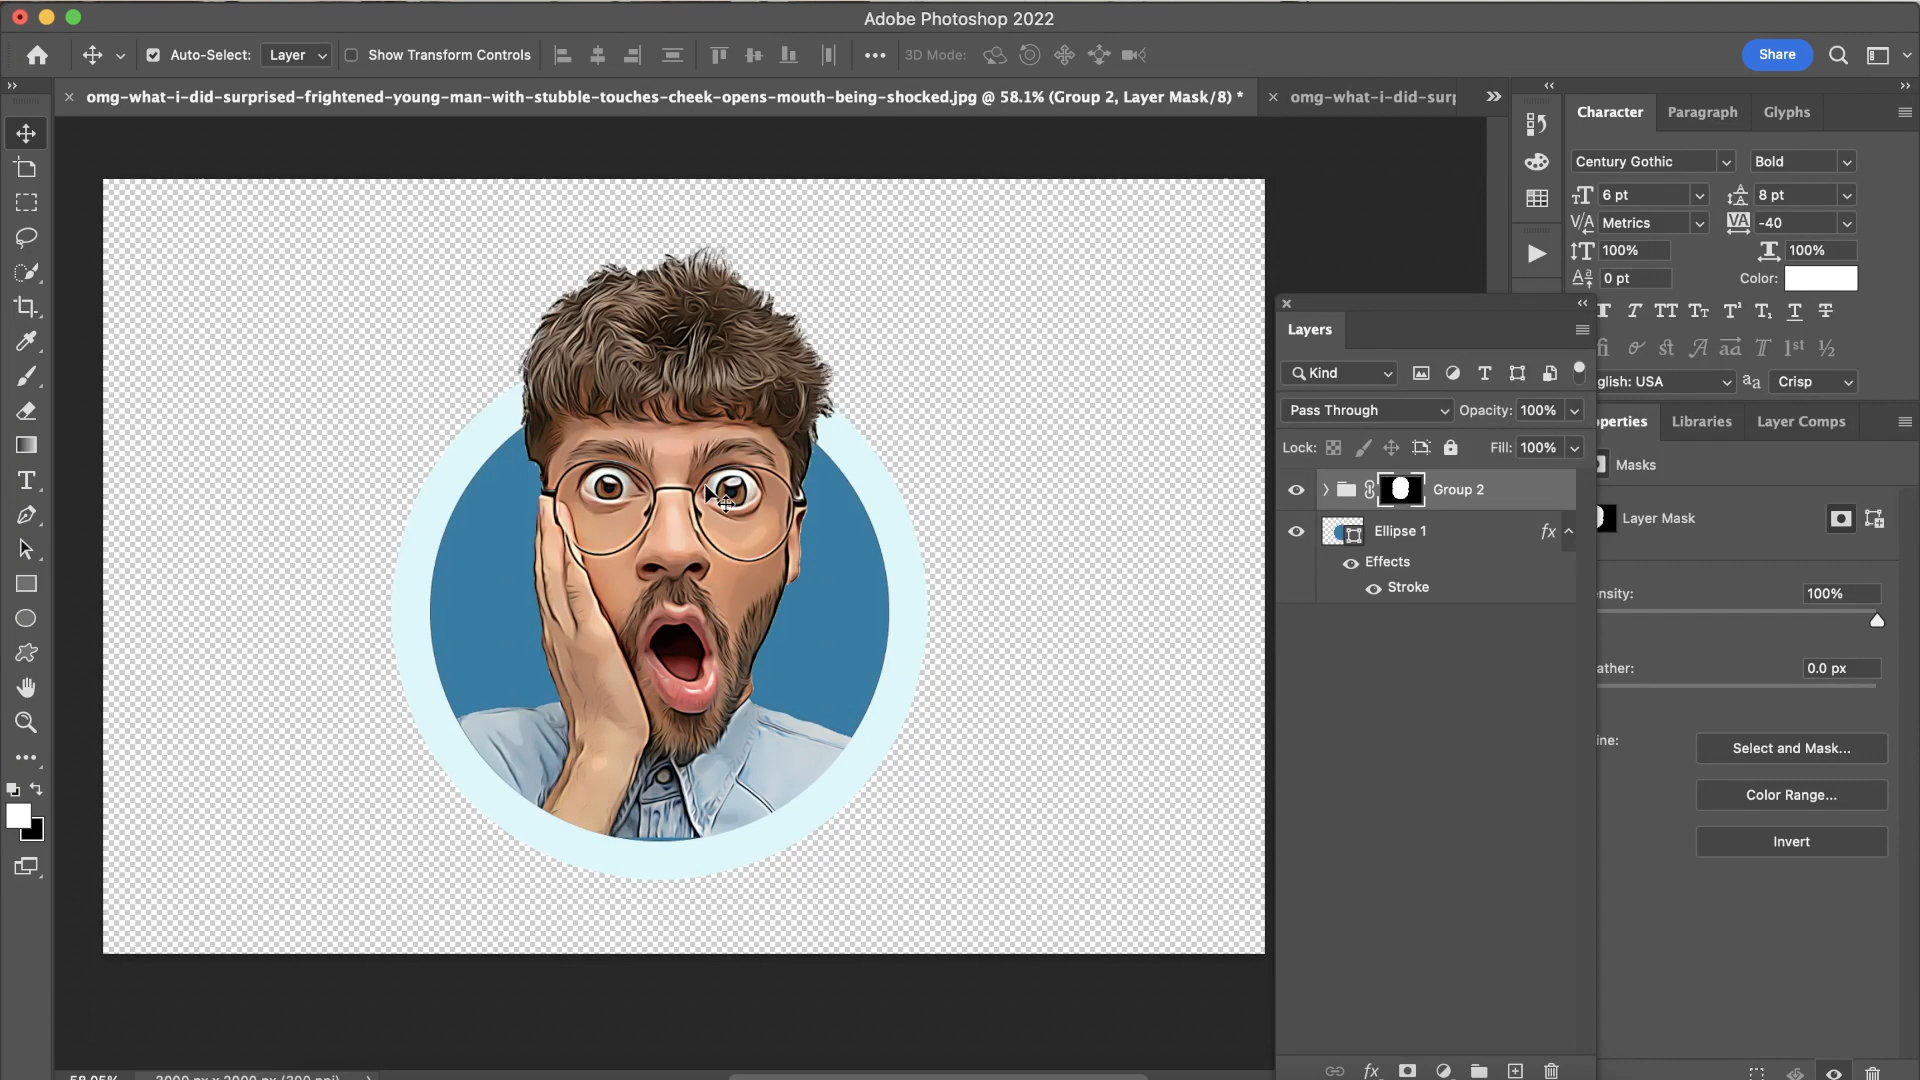 Adobe Photoshop 2022
Auto-Select: Layer Show Transform Controls 3D Mode: Share
omg-what-i-did-surprised-frightened-young-man-with-stubble-touches-cheek-opens-mouth-being-shocked.jpg @ 58.1% (Group 2, Layer Mask/8) * omg-what-i-did-surp
Character Paragraph Glyphs
Century Gothic Bold
6 pt 8 pt
Metrics -40
100% 100%
0 pt Color:
Layers
Kind
glish: USA Crisp
Pass Through Opacity: 100%
operties Libraries Layer Comps
Lock: Fill: 100%
Masks
Group 2
Layer Mask
Ellipse 1 fx
Effects
Stroke
nsity: 100%
ather: 0.0 px
ine: Select and Mask...
Color Range...
Invert
fx